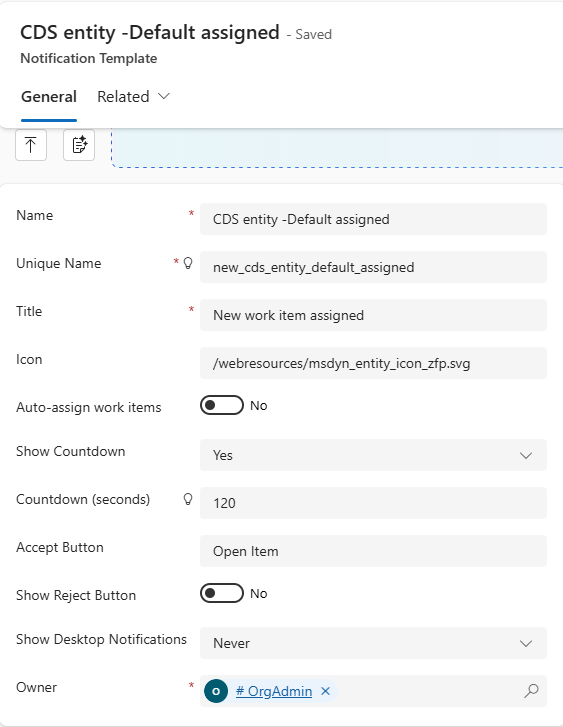 CDS entity -Default assigned - Saved
Notification Template
General Related
Name * CDS entity -Default assigned
Unique Name * new_cds_entity_default_assigned
Title * New work item assigned
Icon /webresources/msdyn_entity_icon_zfp.svg
Auto-assign work items No
Show Countdown Yes
Countdown (seconds) 120
Accept Button Open Item
Show Reject Button No
Show Desktop Notifications Never
Owner * O # OrgAdmin ×